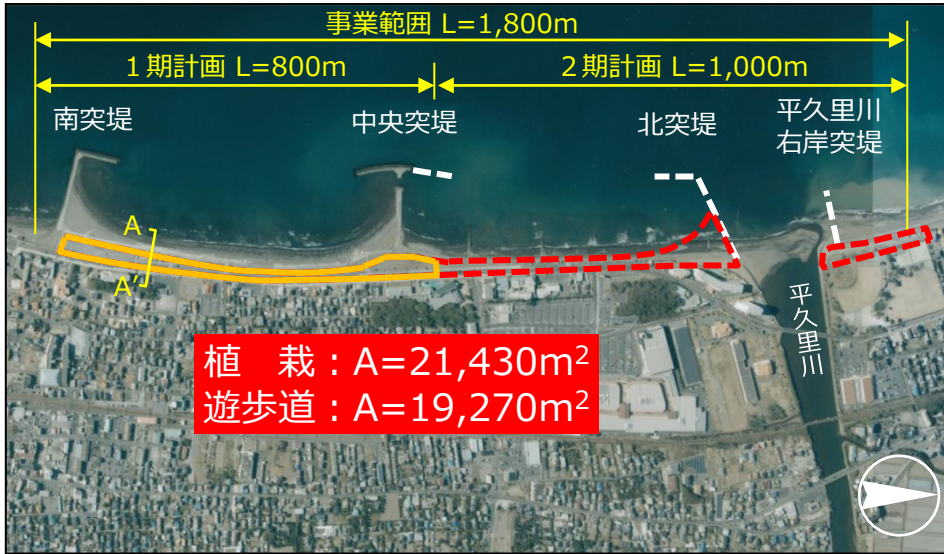 事業範囲 L=1,800m
１期計画 L=800m
２期計画 L=1,000m
南突堤
中央突堤
北突堤
平久里川
右岸突堤
A
A’
平久里川
植　栽：A=21,430m²
遊歩道：A=19,270m²